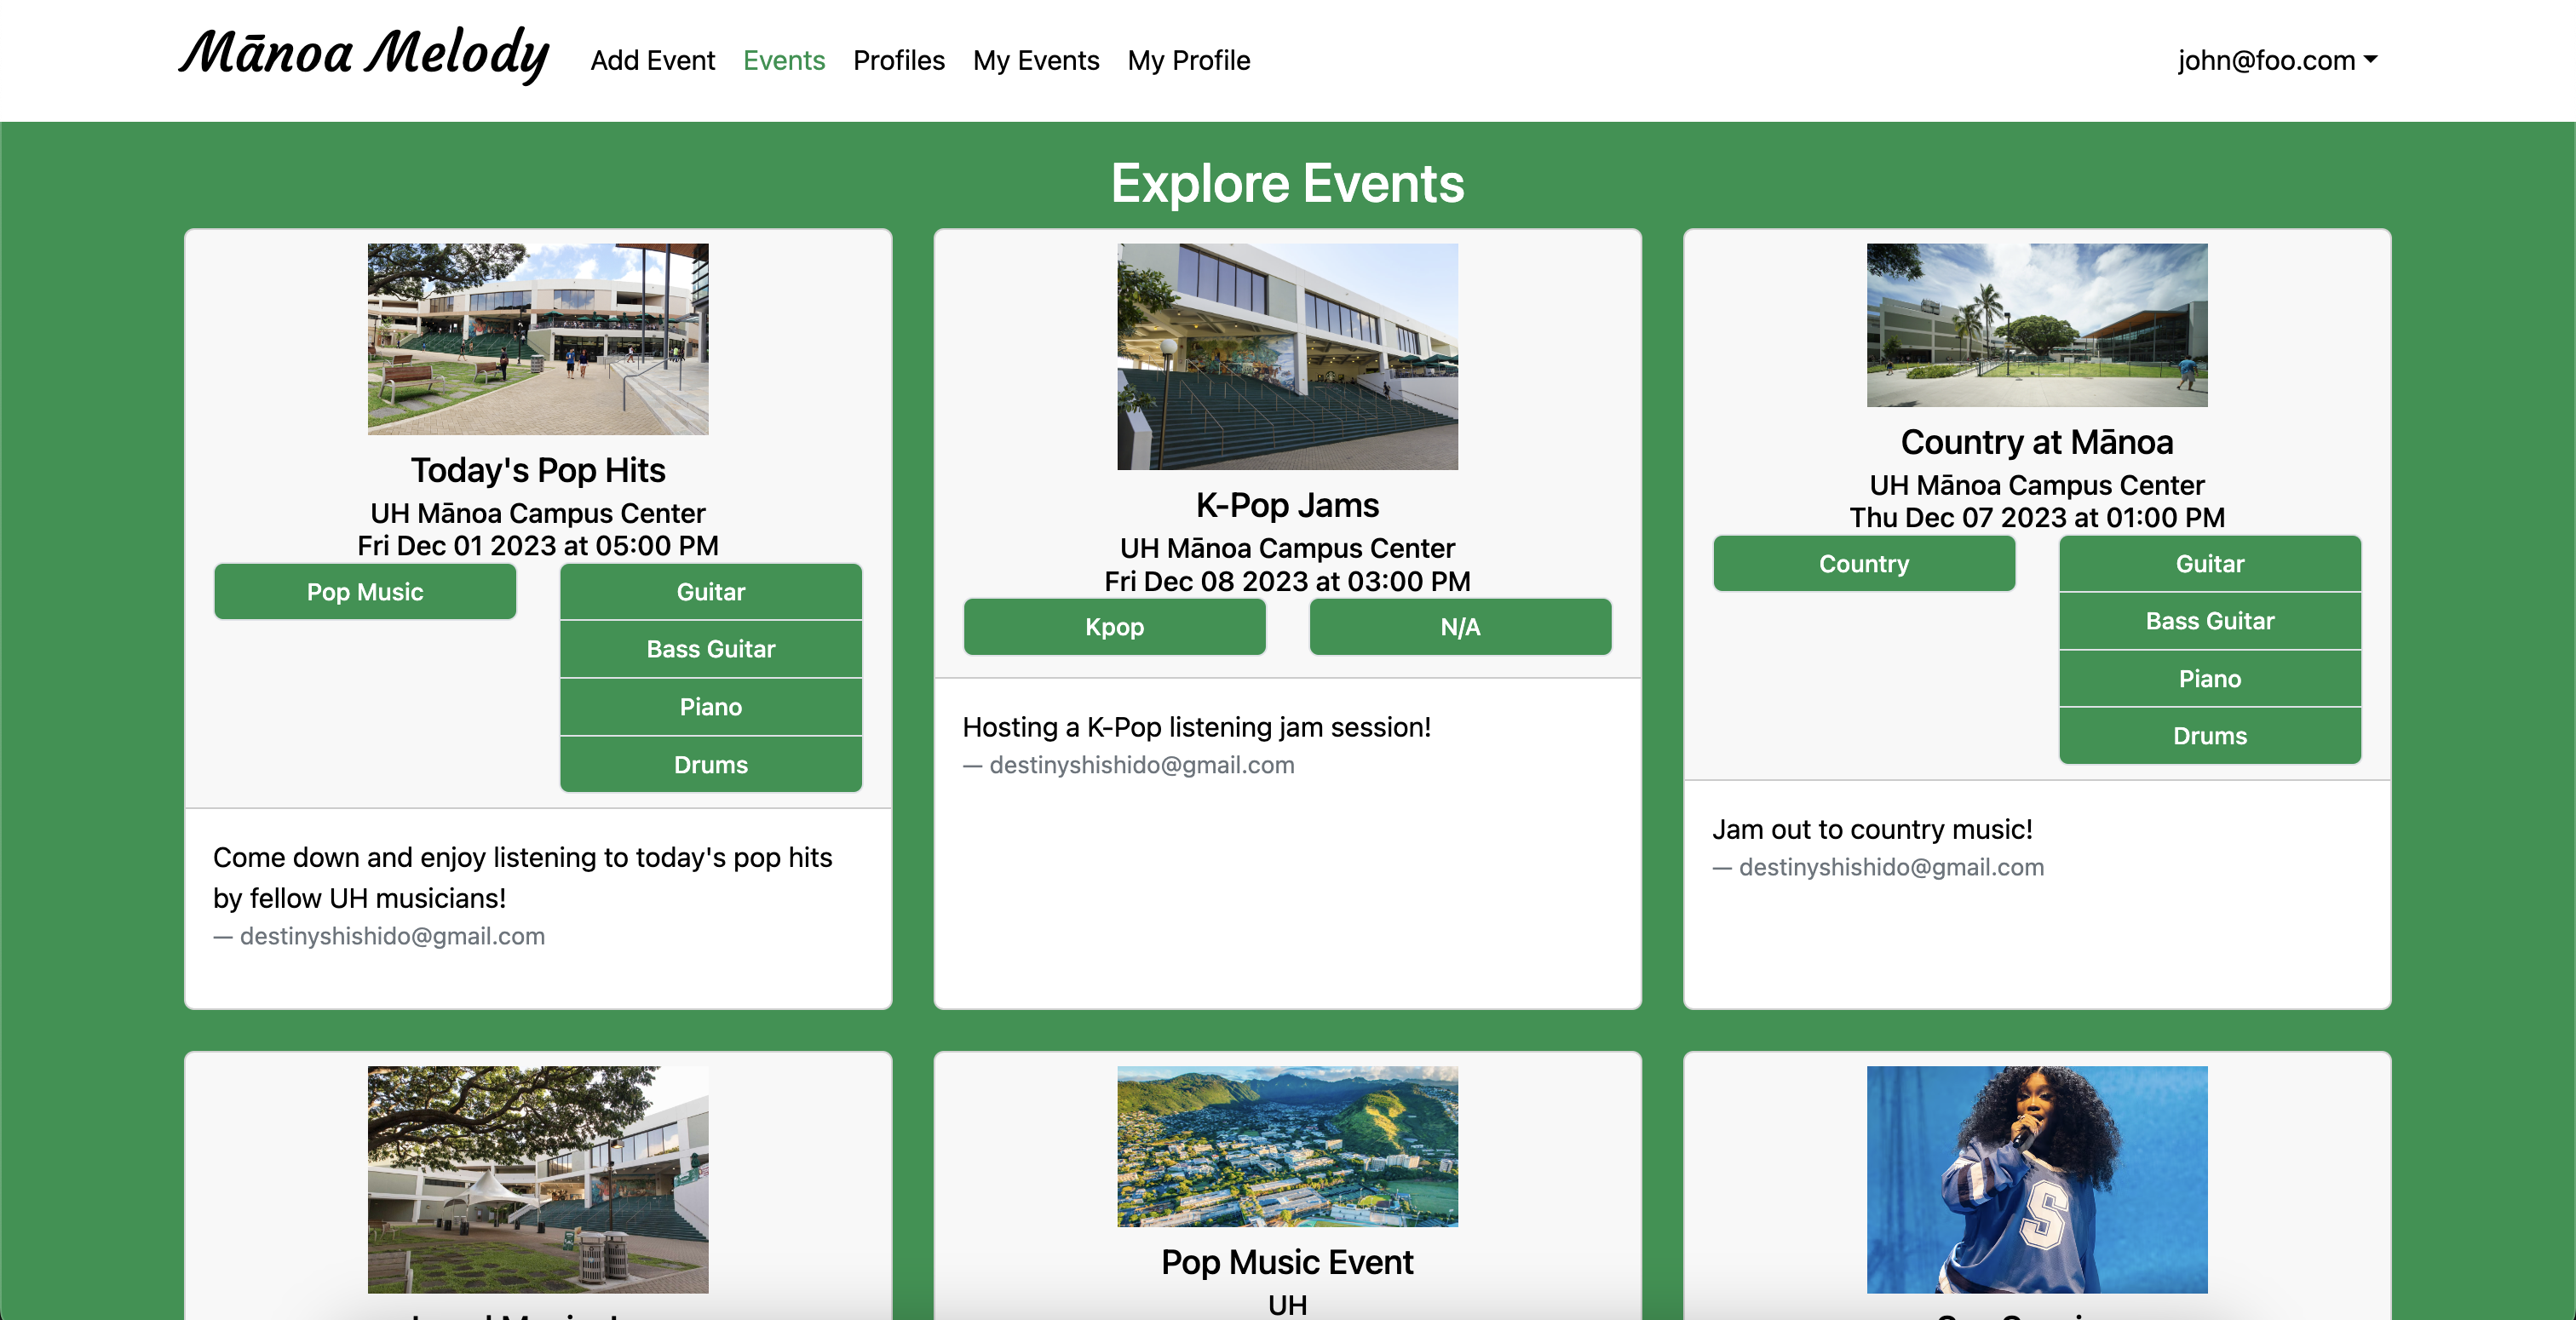 Mānoa Melody
Add Event
Events
Profiles
My Events
My Profile
john@foo.com
Explore Events
Today's Pop Hits
UH Mānoa Campus Center
Fri Dec 01 2023 at 05:00 PM
Pop Music
Guitar
Bass Guitar
Piano
Drums
Come down and enjoy listening to today's pop hits
by fellow UH musicians!
— destinyshishido@gmail.com
K-Pop Jams
UH Mānoa Campus Center
Fri Dec 08 2023 at 03:00 PM
Kpop
N/A
Hosting a K-Pop listening jam session!
— destinyshishido@gmail.com
Country at Mānoa
UH Mānoa Campus Center
Thu Dec 07 2023 at 01:00 PM
Country
Guitar
Bass Guitar
Piano
Drums
Jam out to country music!
— destinyshishido@gmail.com
Pop Music Event
UH
S